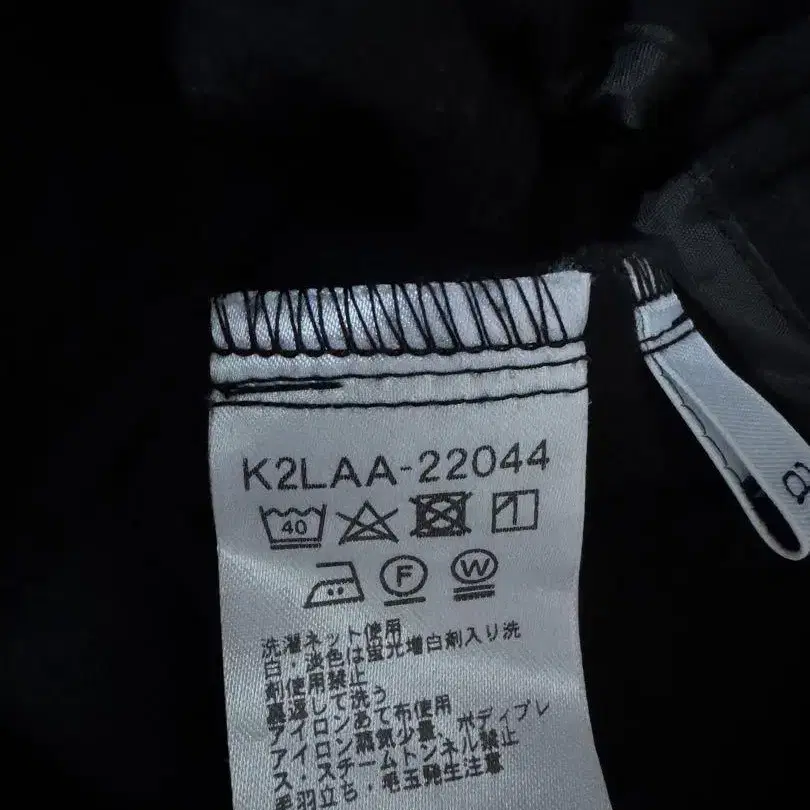 K2LAA-22044
40
F W
洗濯ネット使用
白・淡色は蛍光増白剤入り洗
剤使用禁止
裏返して洗う
アイロンあて布使用
アイロン蒸気少量、ボディプレ
ス・スチームトンネル禁止
毛羽立ち・毛玉発生注意